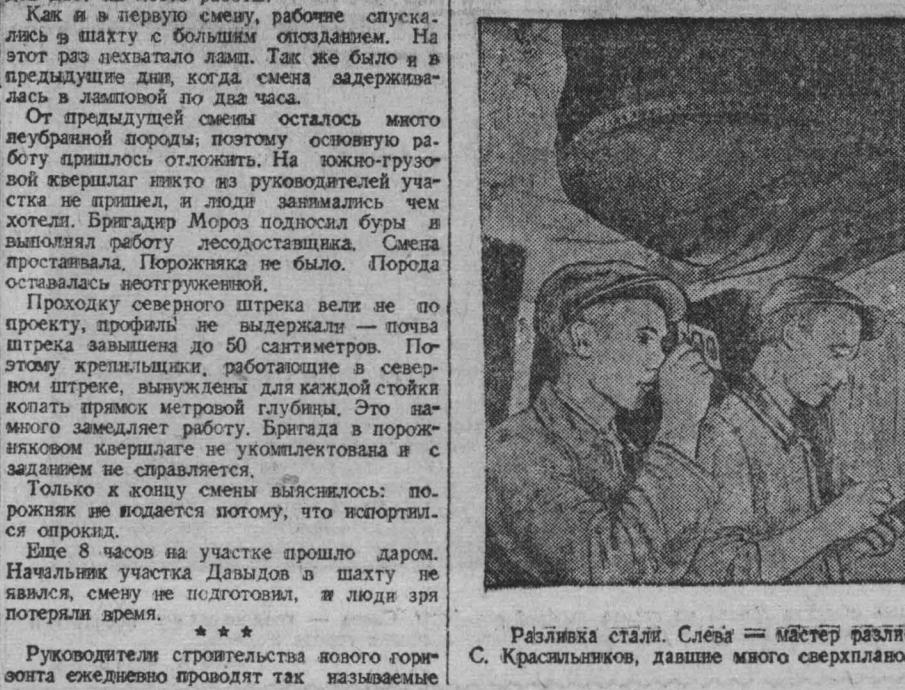 Как и в первую смену, рабочие спуска-
лись в шахту с большим опозданием. На
этот раз нехватало ламп. Так же было и в
предыдущие дни, когда смена задержива-
лась в ламповой по два часа.
От предыдущей смены осталось много
неубранной породы; поэтому основную ра-
боту пришлось отложить. На южно-грузо-
вой квершлаг никто из руководителей уча-
стка не пришел, и люди занимались чем
хотели. Бригадир Мороз подносил буры и
выполнял работу лесодоставщика. Смена
простаивала. Порожняка не было. Порода
оставалась неотгруженной.
Проходку северного штрека вели не по
проекту, профиль не выдержали — почва
штрека завышена до 50 сантиметров. По-
этому крепильщики, работающие в север-
ном штреке, вынуждены для каждой стойки
копать прямок метровой глубины. Это на-
много замедляет работу. Бригада в порож-
няковом квершлаге не укомплектована и с
заданием не справляется.
Только к концу смены выяснилось: по-
рожняк не подается потому, что испортил-
ся опрокид.
Еще 8 часов на участке прошло даром.
Начальник участка Давыдов в шахту не
явился, смену не подготовил, и люди зря
потеряли время.
* * *
Руководители строительства нового гори-
зонта ежедневно проводят так называемые
Разливка стали. Слева — мастер разли
С. Красильников, давшие много сверхплано